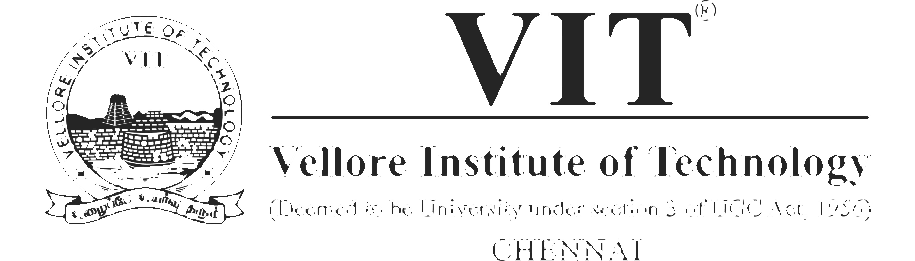 VELLORE INSTITUTE OF TECHNOLOGY
VIT
VIT®
Vellore Institute of Technology
(Deemed to be University under section 3 of UGC Act, 1956)
CHENNAI